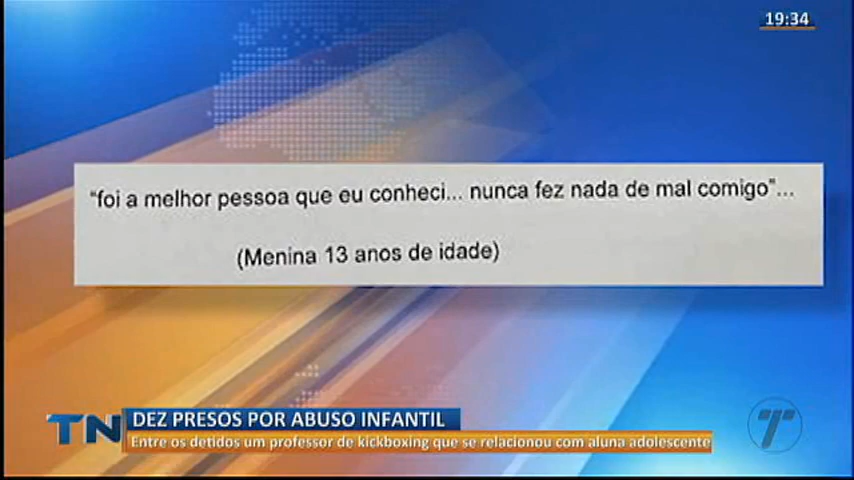 19:34
"foi a melhor pessoa que eu conheci... nunca fez nada de mal comigo"...
(Menina 13 anos de idade)
TN
DEZ PRESOS POR ABUSO INFANTIL
Entre os detidos um professor de kickboxing que se relacionou com aluna adolescente
T